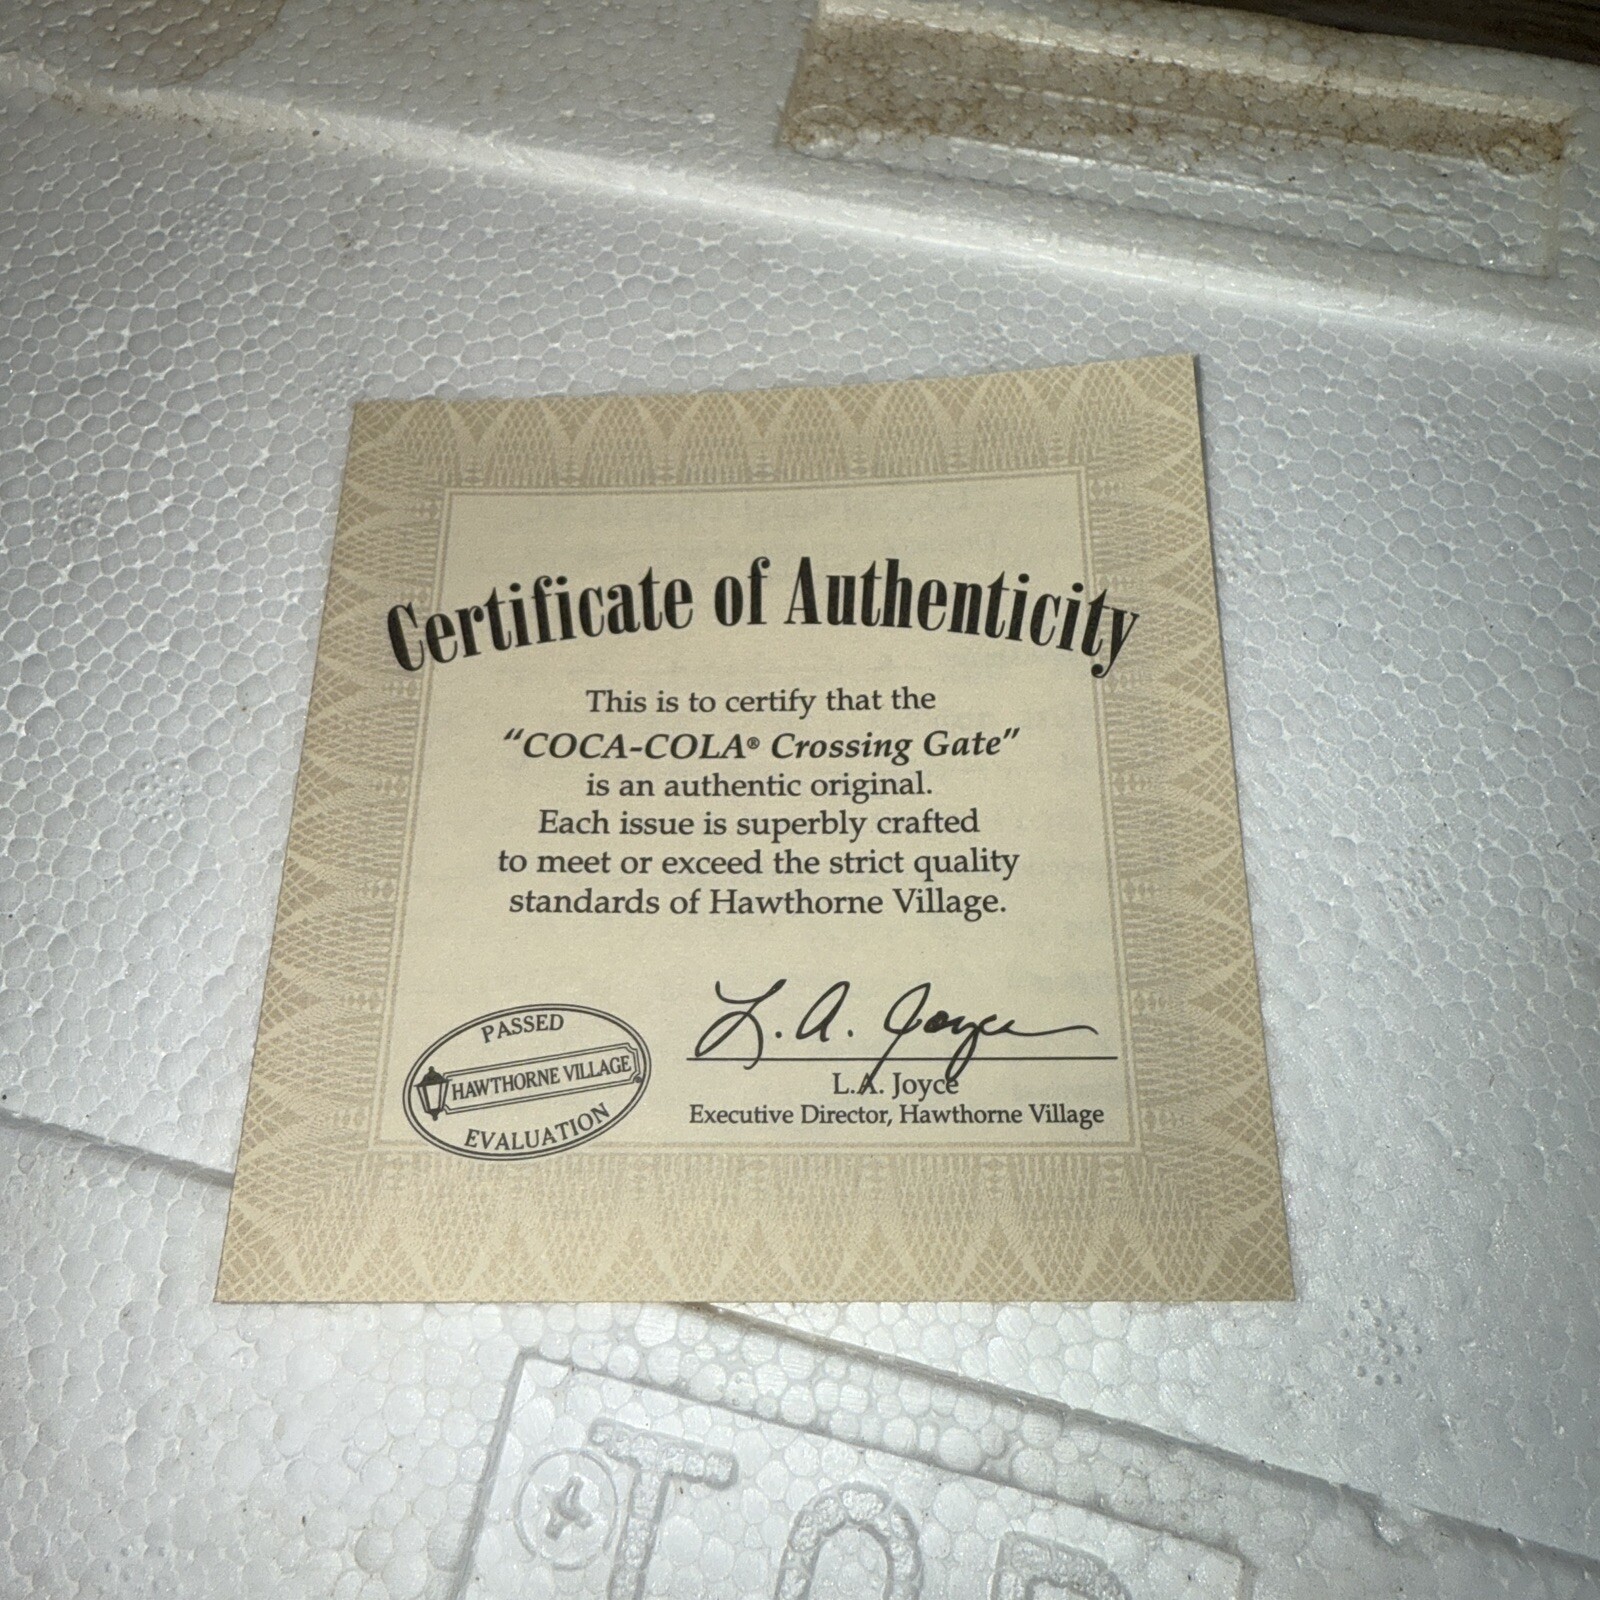 Certificate of Authenticity
This is to certify that the
"COCA-COLA® Crossing Gate"
is an authentic original.
Each issue is superbly crafted
to meet or exceed the strict quality
standards of Hawthorne Village.
L. A. Joyce
L.A. Joyce
Executive Director, Hawthorne Village
PASSED
HAWTHORNE VILLAGE
EVALUATION
TOP